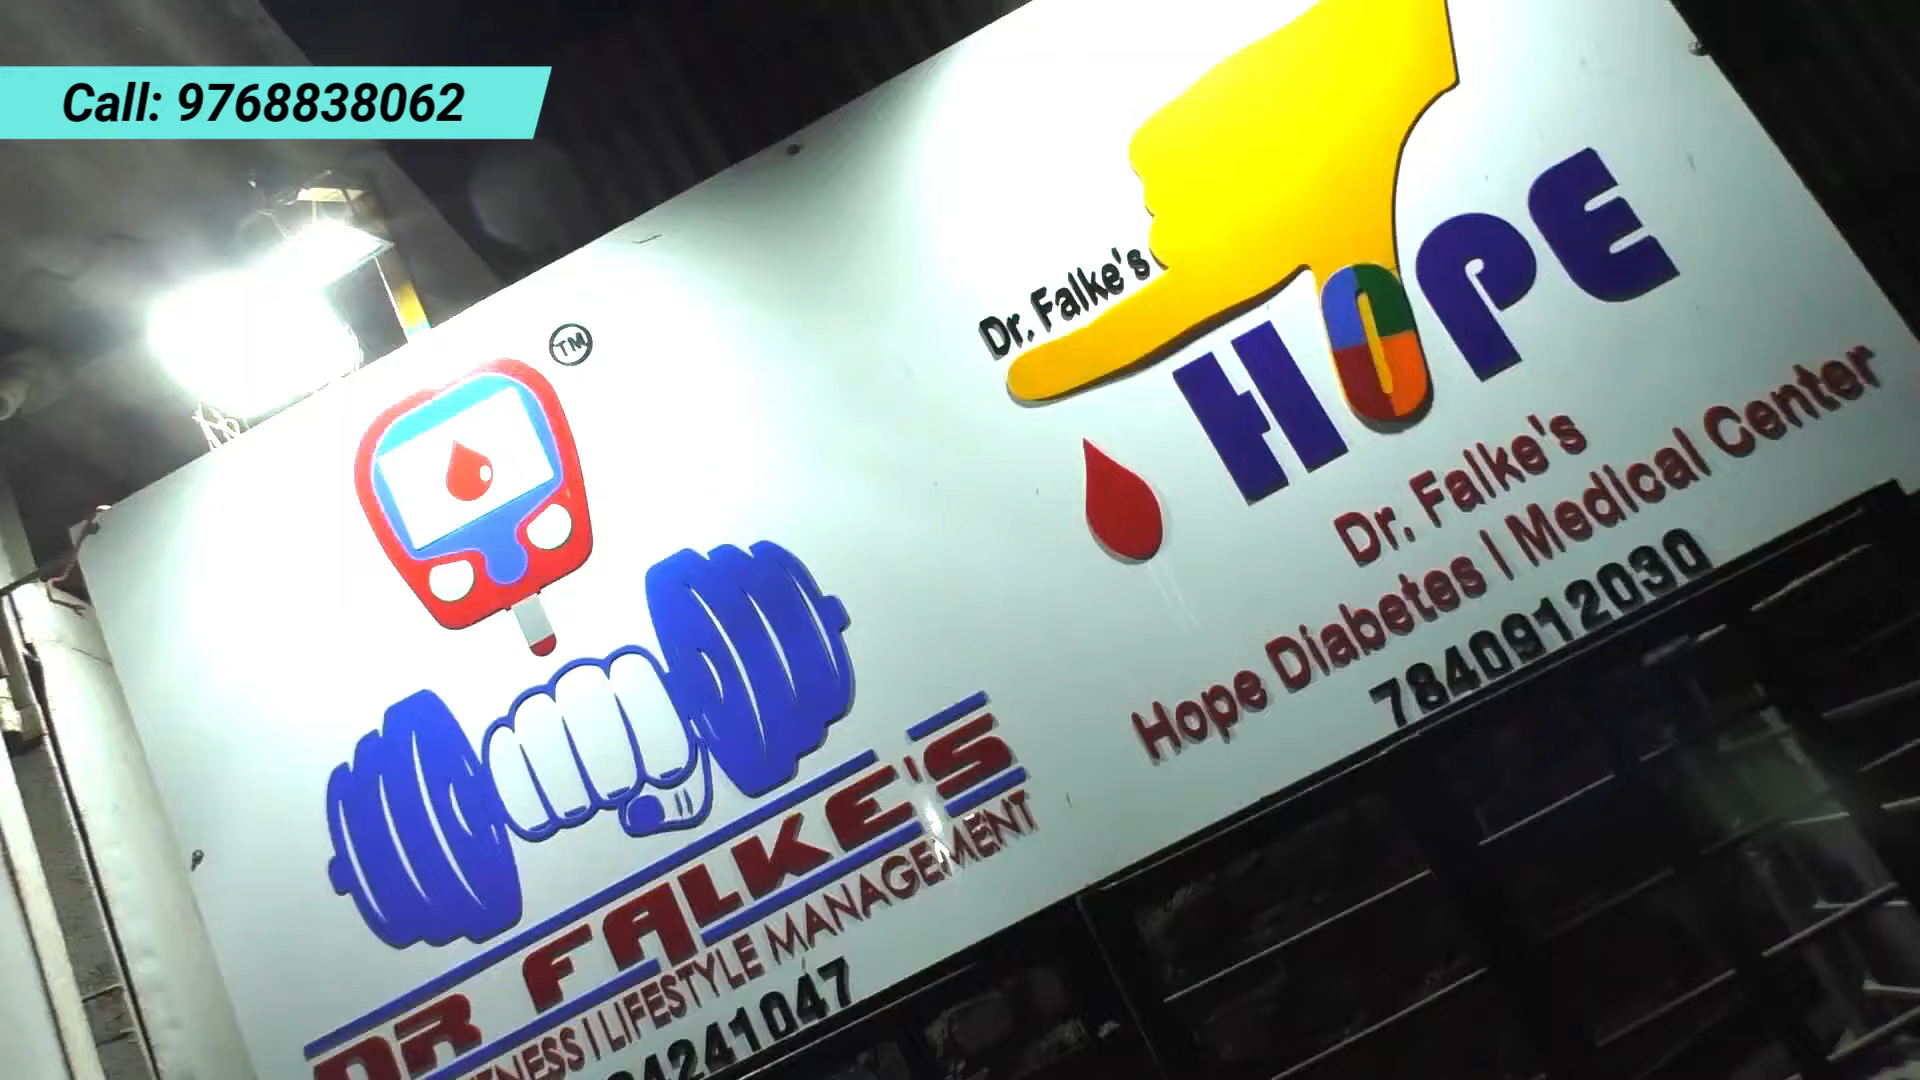 Call: 9768838062
TM
DR FALKE'S
LIFESTYLE MANAGEMENT
Dr. Falke's
HOPE
Dr. Falke's
Hope Diabetes | Medical Center
7840912030